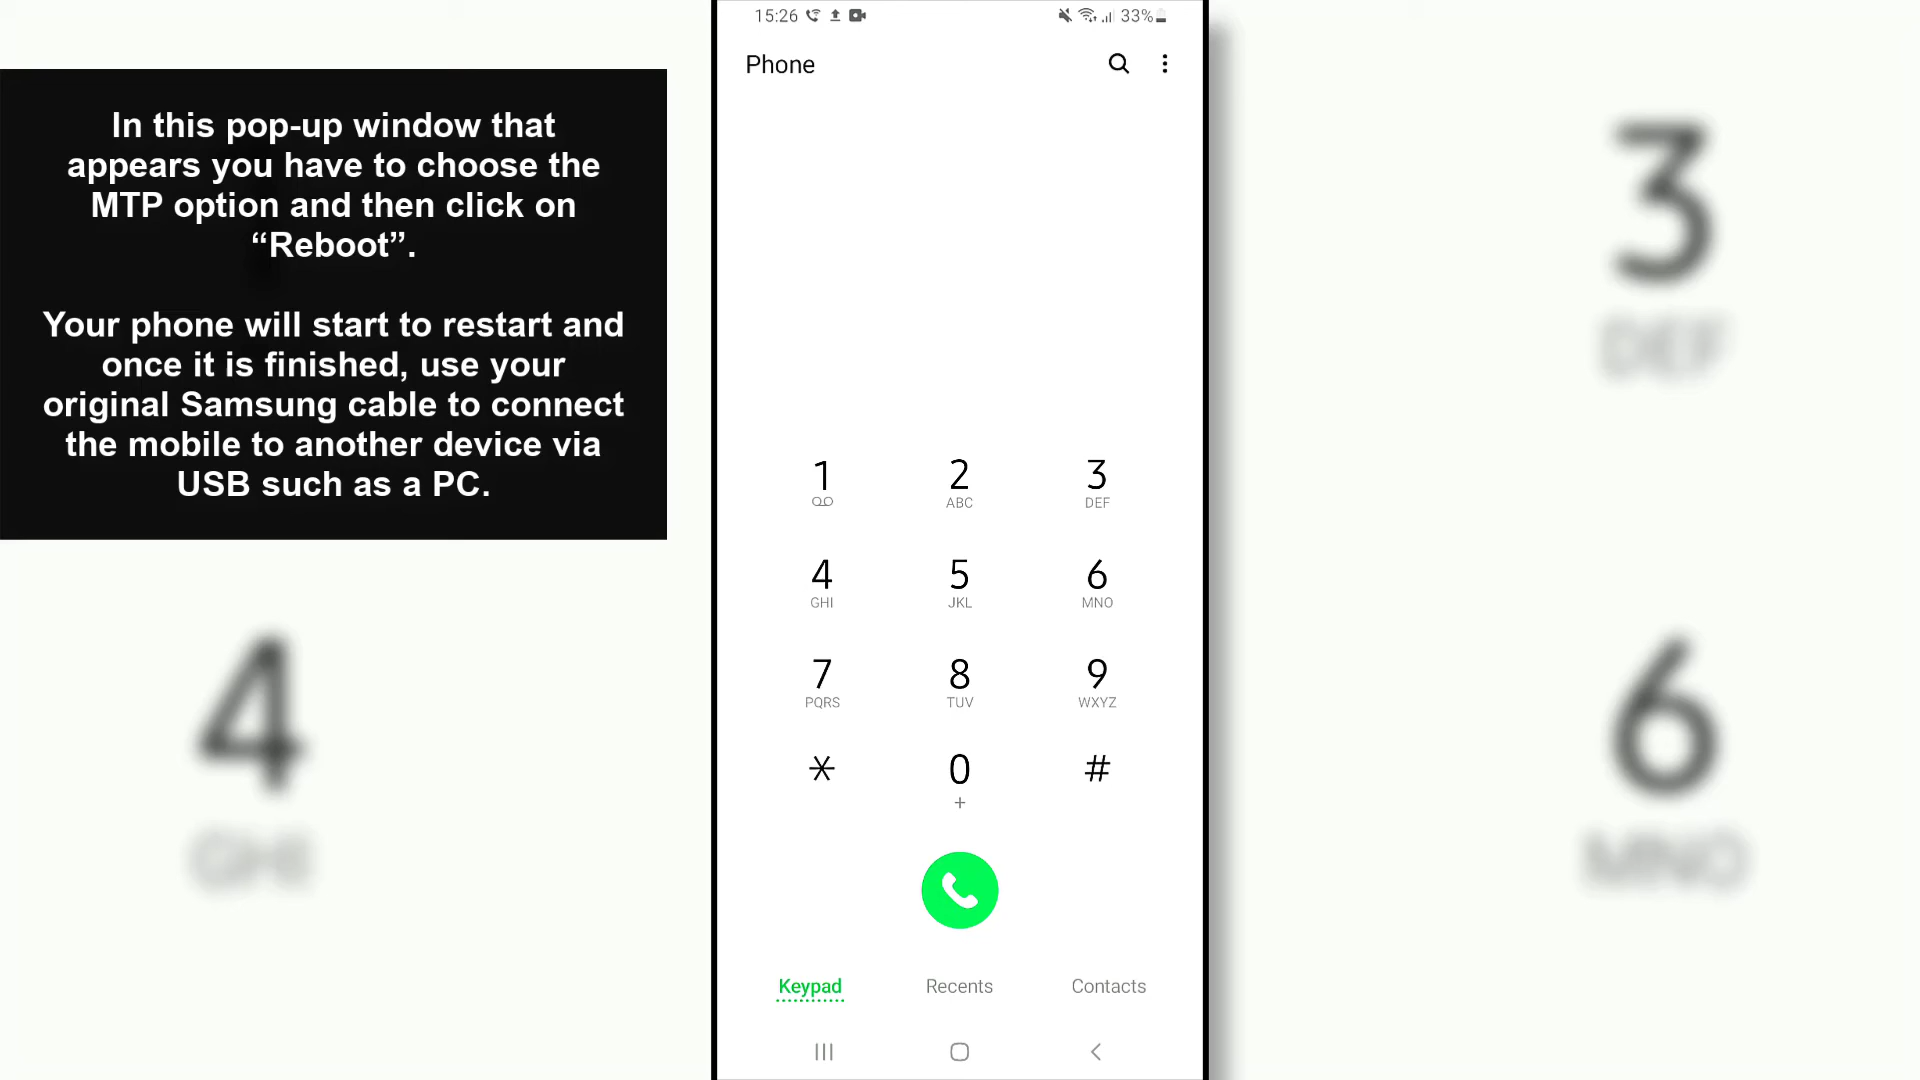 In this pop-up window that
appears you have to choose the
MTP option and then click on
“Reboot”.
Your phone will start to restart and
once it is finished, use your
original Samsung cable to connect
the mobile to another device via
USB such as a PC.
15:26 33%
Phone
1 2 3
ABC DEF
4 5 6
GHI JKL MNO
7 8 9
PQRS TUV WXYZ
* 0 #
+
Keypad Recents Contacts
3
DEF
4
GHI
6
MNO